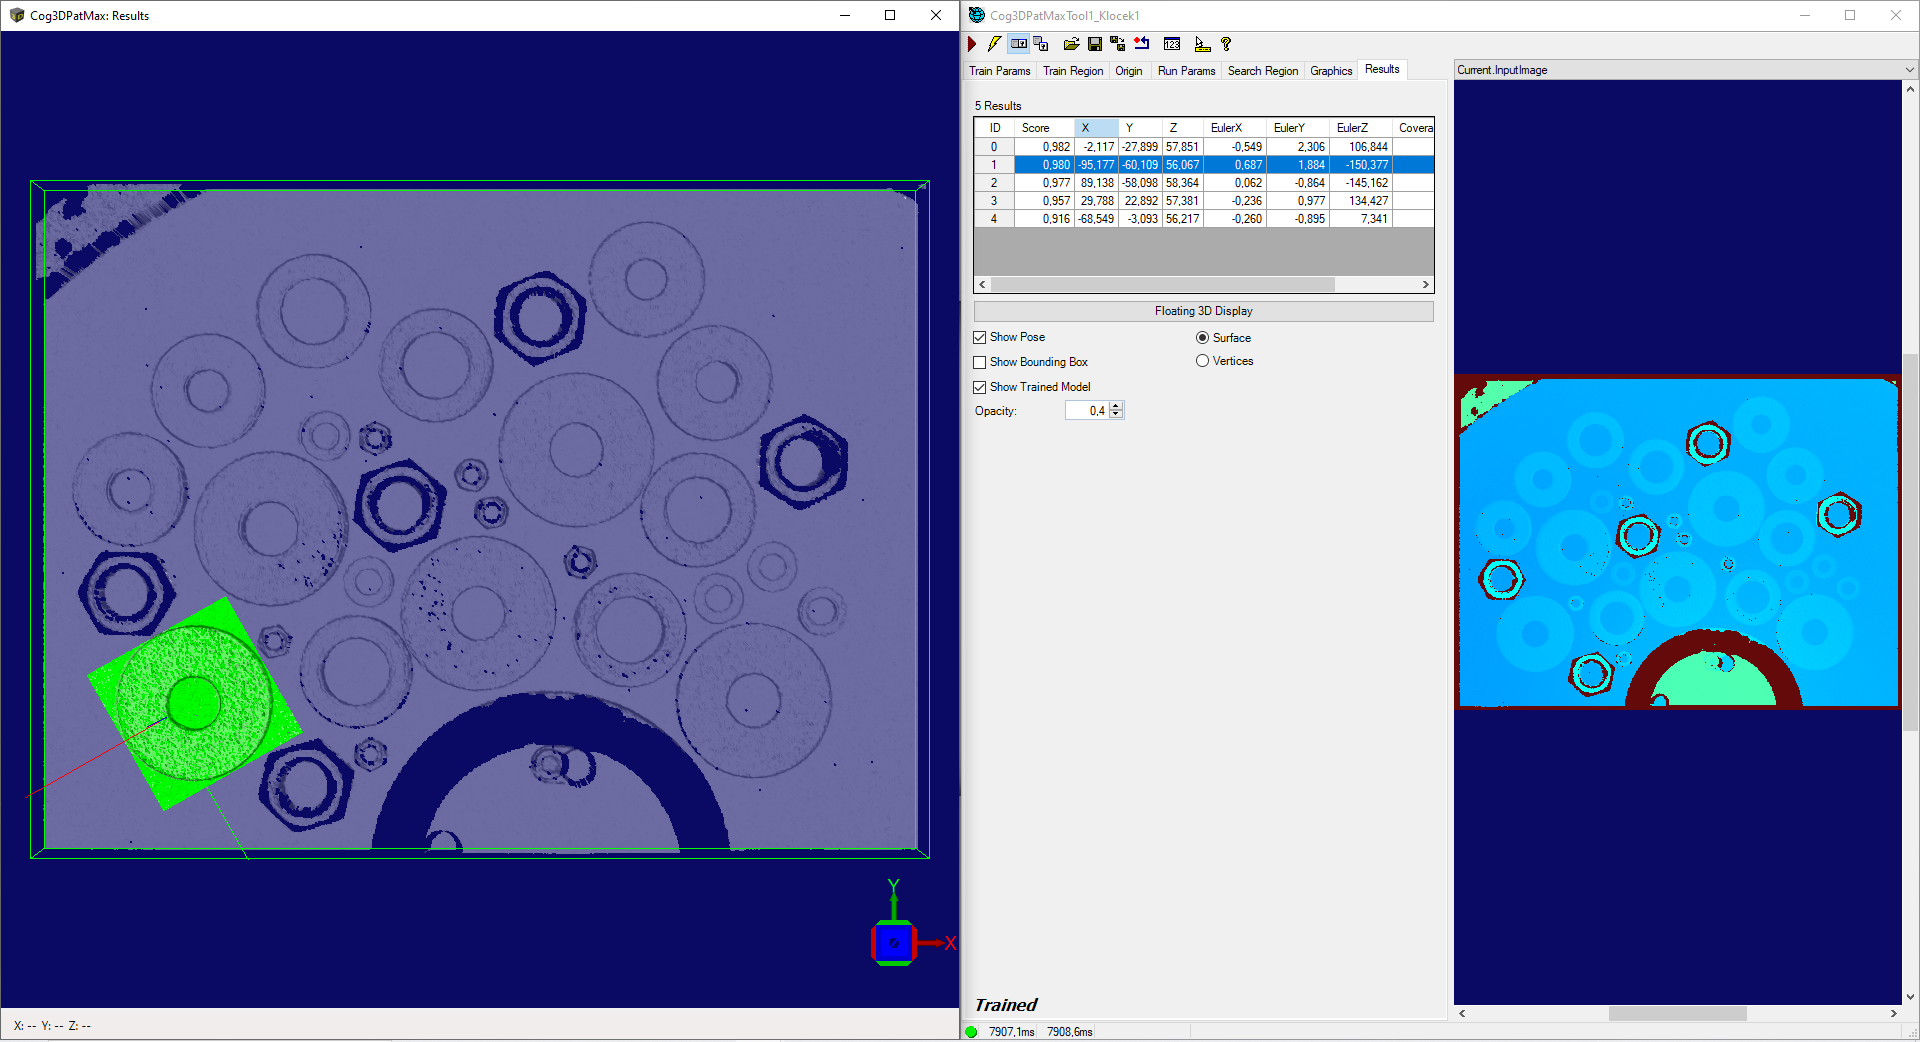 Cog3DPatMax: Results
Y
X
X: -- Y: -- Z: --
Cog3DPatMaxTool1_Klocek1
123
Train Params Train Region Origin Run Params Search Region Graphics Results
5 Results
ID Score X Y Z EulerX EulerY EulerZ Covera
0 0,982 -2,117 -27,899 57,851 -0,549 2,306 106,844
1 0,980 -95,177 -60,109 56,067 0,687 1,884 -150,377
2 0,977 89,138 -58,098 58,364 0,062 -0,864 -145,162
3 0,957 29,788 22,892 57,381 -0,236 0,977 134,427
4 0,916 -68,549 -3,093 56,217 -0,260 -0,895 7,341
Floating 3D Display
Show Pose Surface
Show Bounding Box Vertices
Show Trained Model
Opacity: 0,4
Trained
7907,1ms 7908,6ms
Current.InputImage